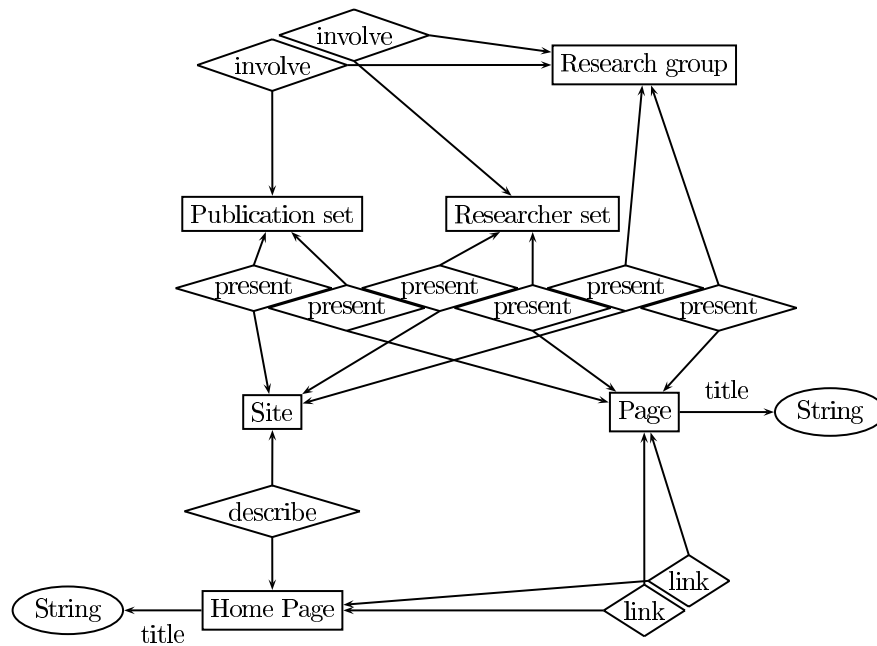 involve
involve
Research group
Publication set
Researcher set
present
present
present
present
present
present
Site
Page
title
String
describe
link
link
String
title
Home Page